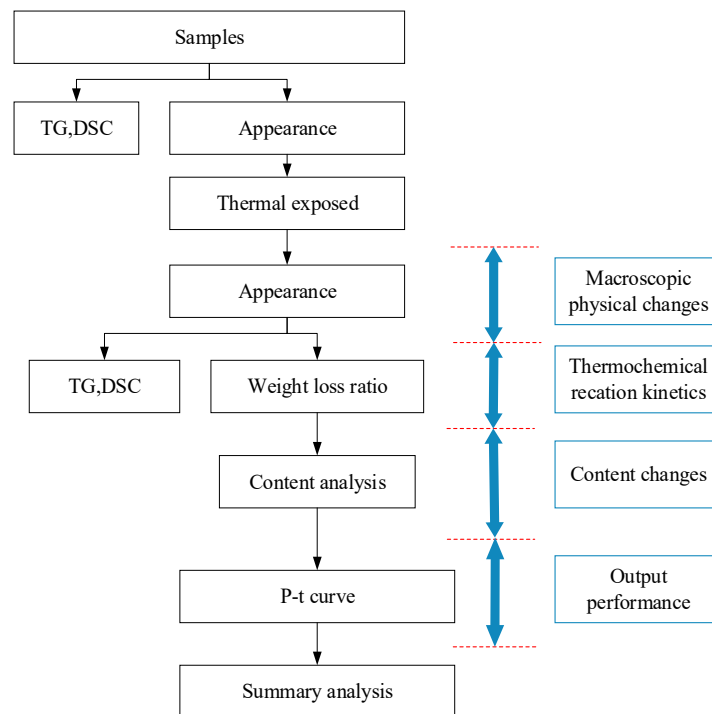 Samples
TG,DSC
Appearance
Thermal exposed
Appearance
Macroscopic
physical changes
TG,DSC
Weight loss ratio
Thermochemical
recation kinetics
Content analysis
Content changes
P-t curve
Output
performance
Summary analysis